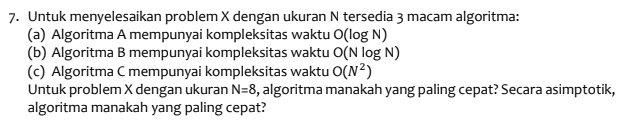 7. Untuk menyelesaikan problem X dengan ukuran N tersedia 3 macam algoritma:
(a) Algoritma A mempunyai kompleksitas waktu O(log N)
(b) Algoritma B mempunyai kompleksitas waktu O(N log N)
(c) Algoritma C mempunyai kompleksitas waktu O(N²)
Untuk problem X dengan ukuran N=8, algoritma manakah yang paling cepat? Secara asimptotik,
algoritma manakah yang paling cepat?